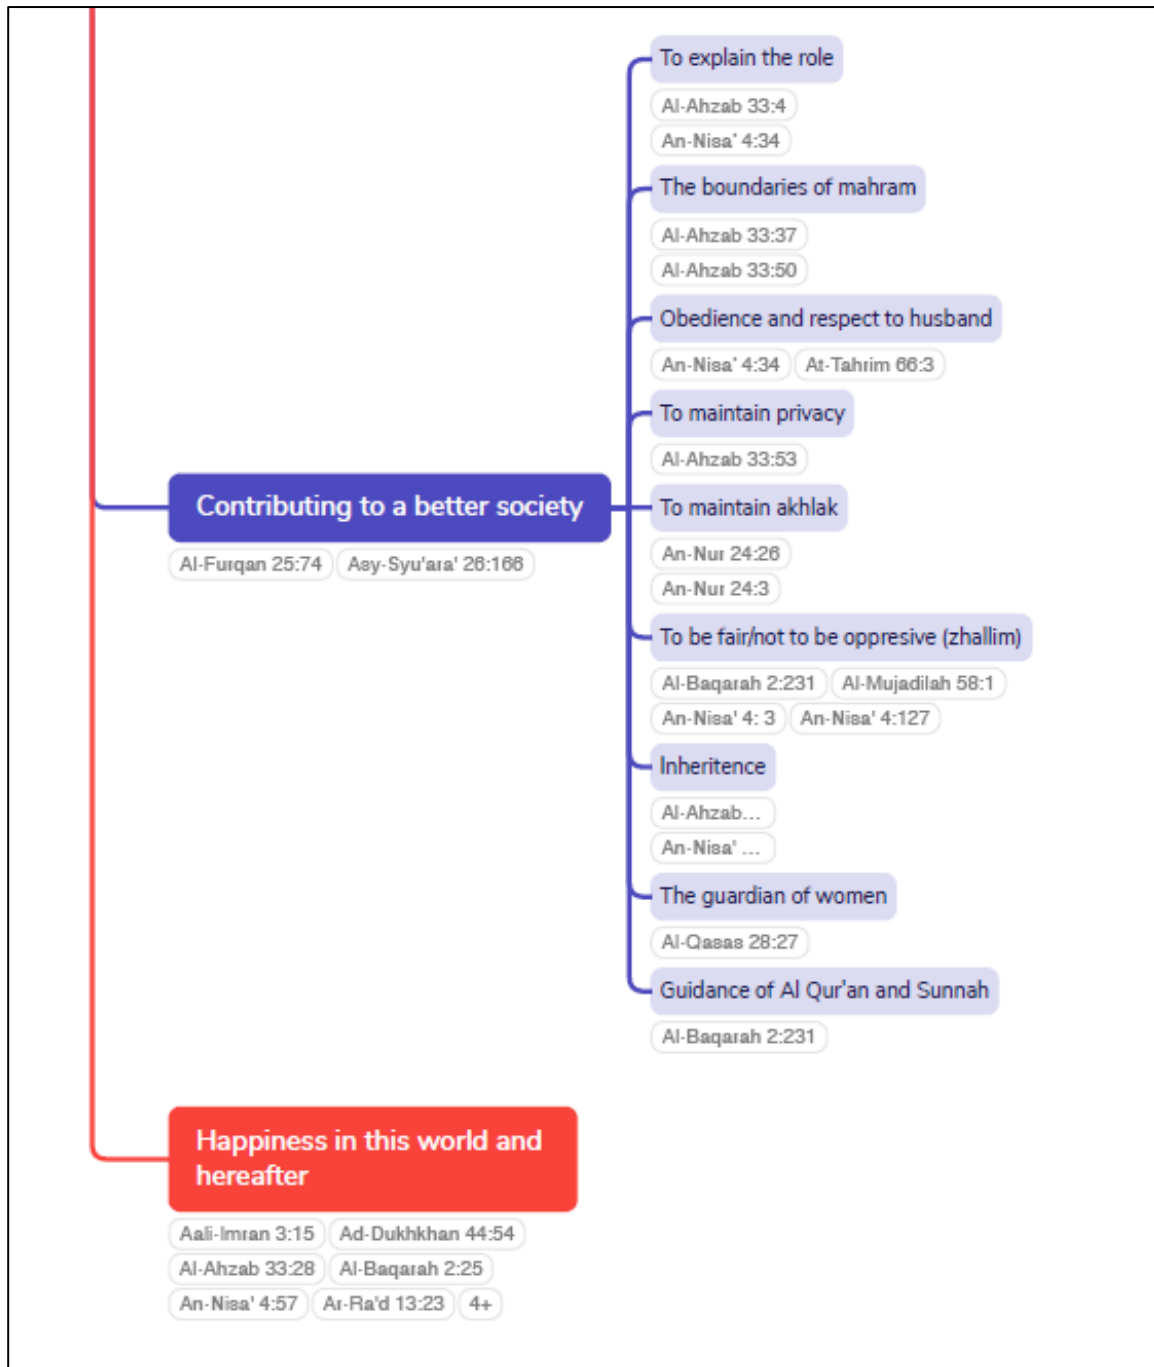 To explain the role
Al-Ahzab 33:4
An-Nisa' 4:34
The boundaries of mahram
Al-Ahzab 33:37
Al-Ahzab 33:50
Obedience and respect to husband
An-Nisa' 4:34 At-Tahrim 66:3
To maintain privacy
Al-Ahzab 33:53
Contributing to a better society
Al-Furqan 25:74 Asy-Syu'ara' 26:166
To maintain akhlak
An-Nur 24:26
An-Nur 24:3
To be fair/not to be oppresive (zhallim)
Al-Baqarah 2:231 Al-Mujadilah 58:1
An-Nisa' 4: 3 An-Nisa' 4:127
Inheritence
Al-Ahzab...
An-Nisa' ...
The guardian of women
Al-Qasas 28:27
Guidance of Al Qur'an and Sunnah
Al-Baqarah 2:231
Happiness in this world and
hereafter
Aali-Imran 3:15 Ad-Dukhkhan 44:54
Al-Ahzab 33:28 Al-Baqarah 2:25
An-Nisa' 4:57 Ar-Ra'd 13:23 4+